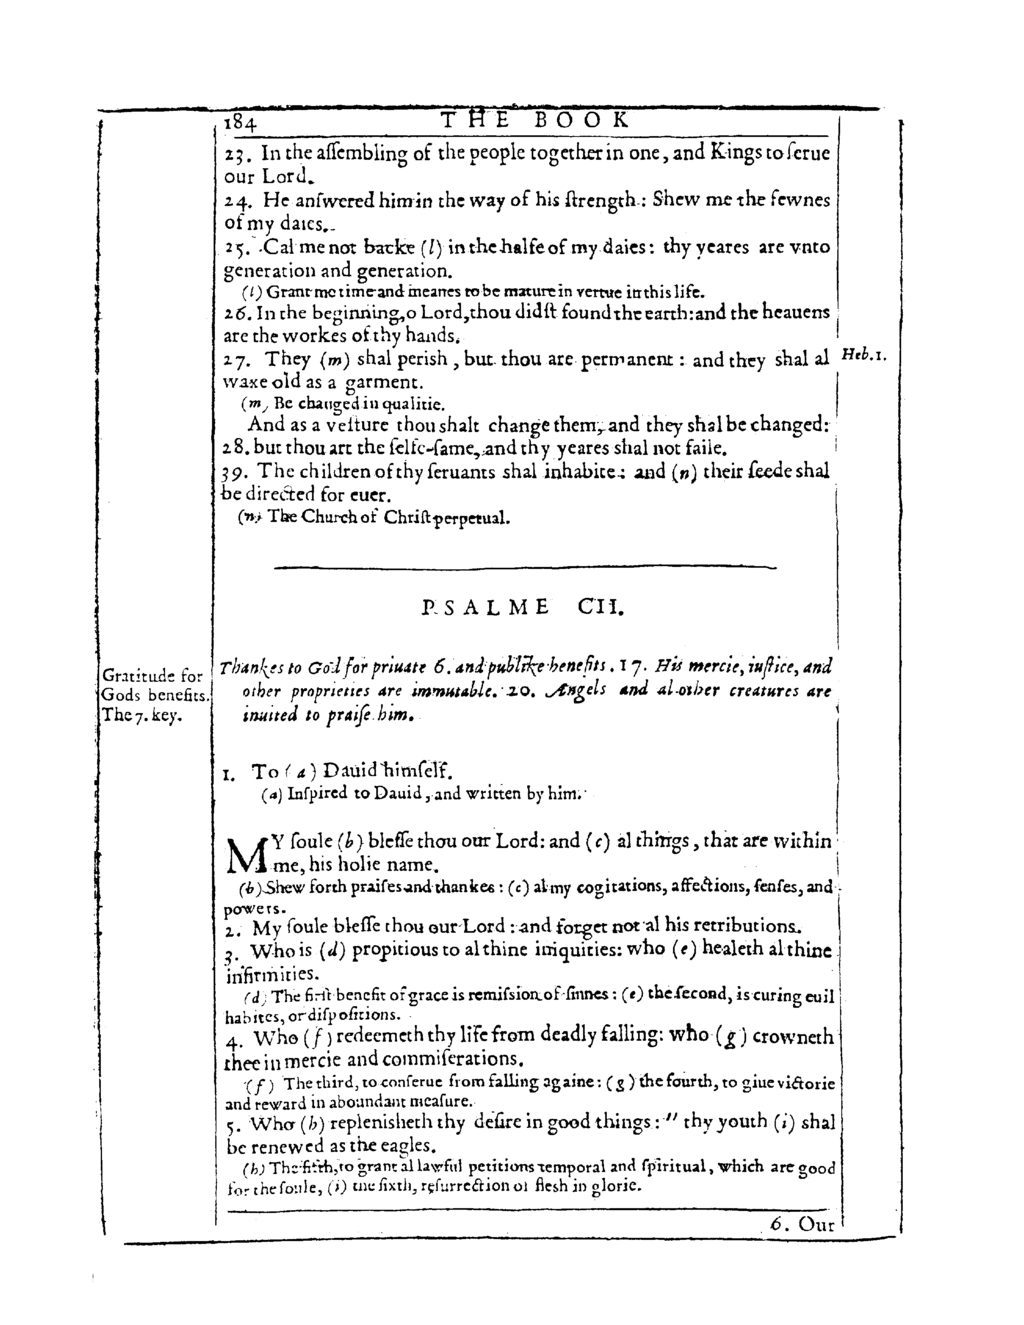 184 THE BOOK
23. In the aſſembling of the people together in one, and Kings to ſerue
our Lord.
24. He anſwered him in the way of his ſtrength: Shew me the fewnes
of my daies.
25. Cal me not backe (l) in the halfe of my daies: thy yeares are vnto
generation and generation.
(l) Grant me time and meanes to be mature in vertue in this life.
26. In the beginning, o Lord, thou didſt found the earth: and the heauens
are the workes of thy hands.
27. They (m) shal perish, but thou art permanent: and they shal al
Heb. 1.
waxe old as a garment.
(m) Be changed in qualitie.
And as a veſture thou shalt change them, and they shal be changed:
28. but thou art the ſelfe-ſame, and thy yeares shal not faile.
39. The children of thy ſeruants shal inhabite: and (n) their ſeede shal
be directed for euer.
(n) The Church of Chriſt perpetual.
PSALME CII.
Gratitude for
Gods benefits.
The 7. key.
Thankes to God for priuate 6. and publike benefits. 17. His mercie, iuſtice, and
other proprieties are immutable. 20. Angels and al other creatures are
inuited to praiſe him.
1. To (a) Dauid himſelf.
(a) Inſpired to Dauid, and written by him.
MY ſoule (b) bleſſe thou our Lord: and (c) al things, that are within
me, his holie name.
(b) Shew forth praiſes and thankes: (c) al my cogitations, affections, ſenſes, and
powers.
2. My ſoule bleſſe thou our Lord: and forget not al his retributions.
3. Who is (d) propitious to al thine iniquities: who (e) healeth al thine
infirmities.
(d) The firſt benefit of grace is remiſsion of ſinnes: (e) the ſecond, is curing euil
habites, or diſpoſitions.
4. Who (f) redeemeth thy life from deadly falling: who (g) crowneth
thee in mercie and commiſerations.
(f) The third, to conſerue from falling againe: (g) the fourth, to giue victorie
and reward in aboundant meaſure.
5. Who (h) replenisheth thy deſire in good things: " thy youth (i) shal
be renewed as the eagles.
(h) The fifth, to grant al lawful petitions temporal and ſpiritual, which are good
for the ſoule, (i) the ſixth, reſurrection of flesh in glorie.
6. Our